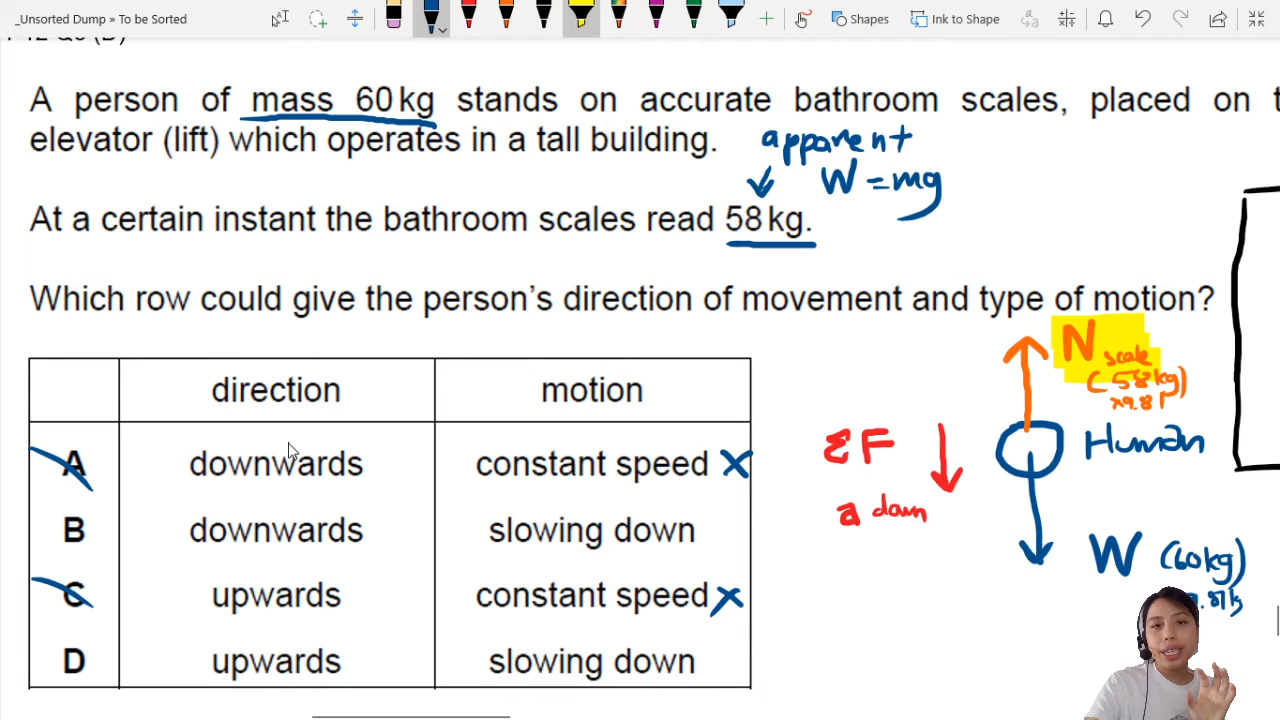 _Unsorted Dump » To be Sorted
Shapes
Ink to Shape
A person of mass 60 kg stands on accurate bathroom scales, placed on
elevator (lift) which operates in a tall building.
apparent
W = mg
At a certain instant the bathroom scales read 58 kg.
Which row could give the person's direction of movement and type of motion?
N scale
(58 kg)
x9.81
direction motion
A downwards constant speed ×
B downwards slowing down
C upwards constant speed ×
D upwards slowing down
ΣF
a down
Human
W (60kg)